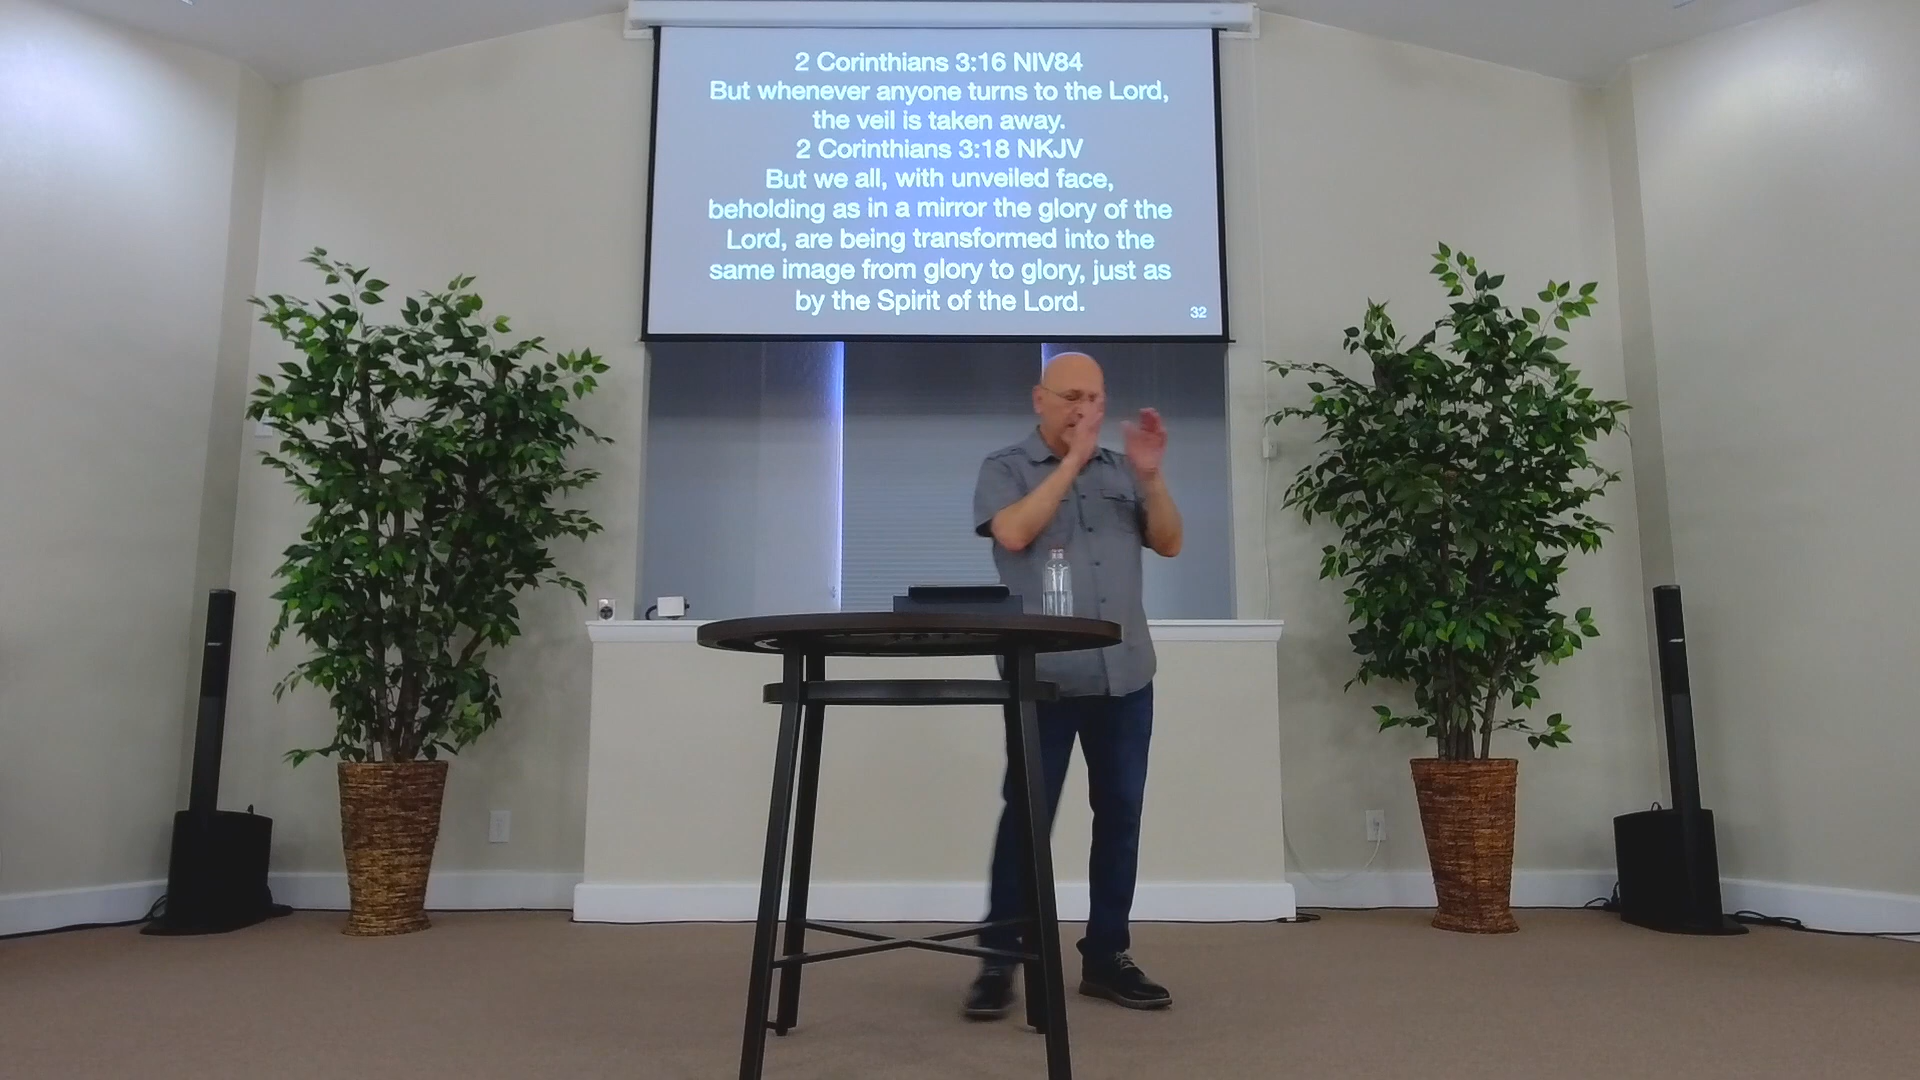 2 Corinthians 3:16 NIV84
But whenever anyone turns to the Lord,
the veil is taken away.
2 Corinthians 3:18 NKJV
But we all, with unveiled face,
beholding as in a mirror the glory of the
Lord, are being transformed into the
same image from glory to glory, just as
by the Spirit of the Lord.
32